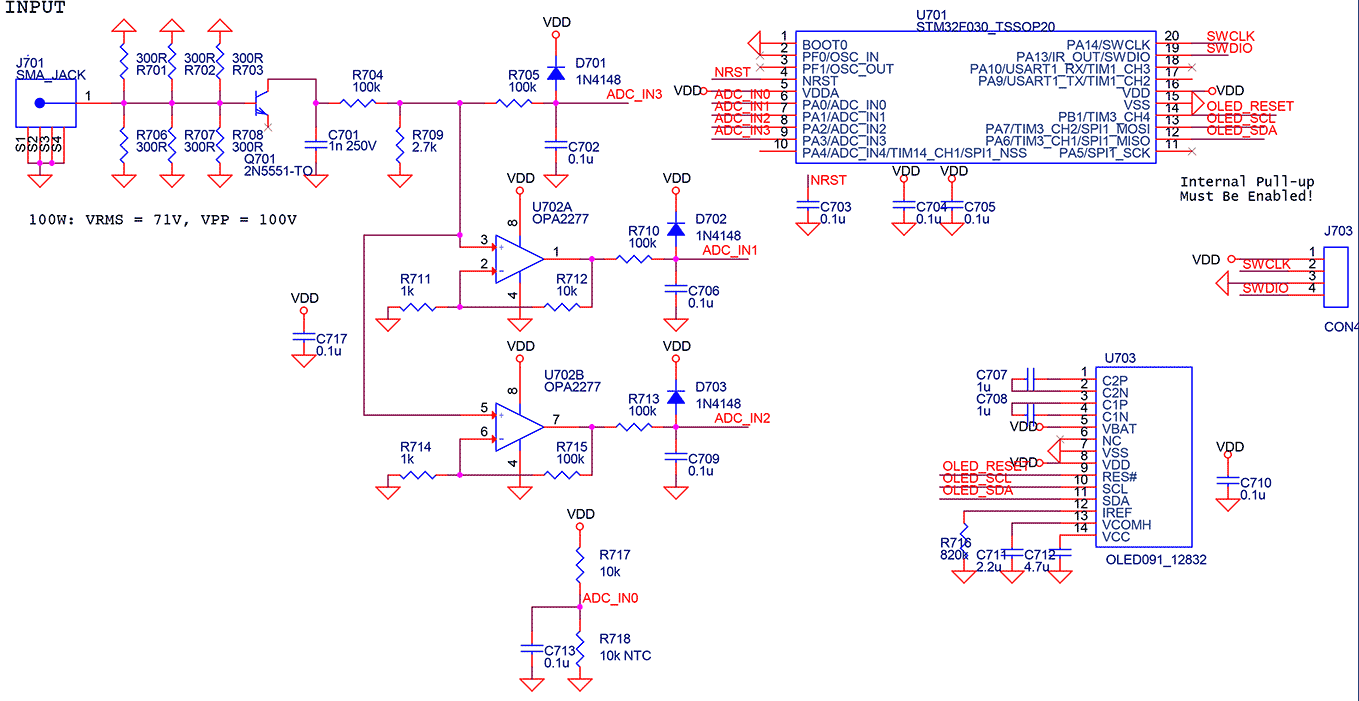 INPUT
J701
SMA_JACK
1
S1
S2
S3
S4
300R
R701
300R
R702
300R
R703
R706
300R
R707
300R
R708
300R
Q701
2N5551-TO
100W: VRMS = 71V, VPP = 100V
C701
1n 250V
R704
100k
R709
2.7k
R705
100k
VDD
D701
1N4148
ADC_IN3
C702
0.1u
VDD
U702A
OPA2277
8
3
+
2
-
1
4
R711
1k
R712
10k
R710
100k
VDD
D702
1N4148
ADC_IN1
C706
0.1u
VDD
C717
0.1u
VDD
U702B
OPA2277
8
5
+
6
-
7
4
R714
1k
R715
100k
R713
100k
VDD
D703
1N4148
ADC_IN2
C709
0.1u
VDD
R717
10k
ADC_IN0
C713
0.1u
R718
10k NTC
U701
STM32F030_TSSOP20
1 BOOT0
2 PF0/OSC_IN
3 PF1/OSC_OUT
NRST 4 NRST
VDD 5 VDDA
ADC_IN0 6 PA0/ADC_IN0
ADC_IN1 7 PA1/ADC_IN1
ADC_IN2 8 PA2/ADC_IN2
ADC_IN3 9 PA3/ADC_IN3
10 PA4/ADC_IN4/TIM14_CH1/SPI1_NSS
PA14/SWCLK 20 SWCLK
PA13/IR_OUT/SWDIO 19 SWDIO
PA10/USART1_RX/TIM1_CH3 18
PA9/USART1_TX/TIM1_CH2 17
VDD 16 VDD
VSS 15
PB1/TIM3_CH4 14 OLED_RESET
PA7/TIM3_CH2/SPI1_MOSI 13 OLED_SCL
PA6/TIM3_CH1/SPI1_MISO 12 OLED_SDA
PA5/SPI1_SCK 11
NRST
C703
0.1u
VDD
C704
0.1u
VDD
C705
0.1u
Internal Pull-up
Must Be Enabled!
J703
VDD 1
SWCLK 2
3
SWDIO 4
CON4
U703
C707
1u
C708
1u
1 C2P
2 C2N
3 C1P
4 C1N
VDD 5 VBAT
6 NC
7 VSS
VDD 8 VDD
OLED_RESET 9 RES#
OLED_SCL 10 SCL
OLED_SDA 11 SDA
12 IREF
13 VCOMH
14 VCC
R716
820k
C711
2.2u
C712
4.7u
OLED091_12832
VDD
C710
0.1u